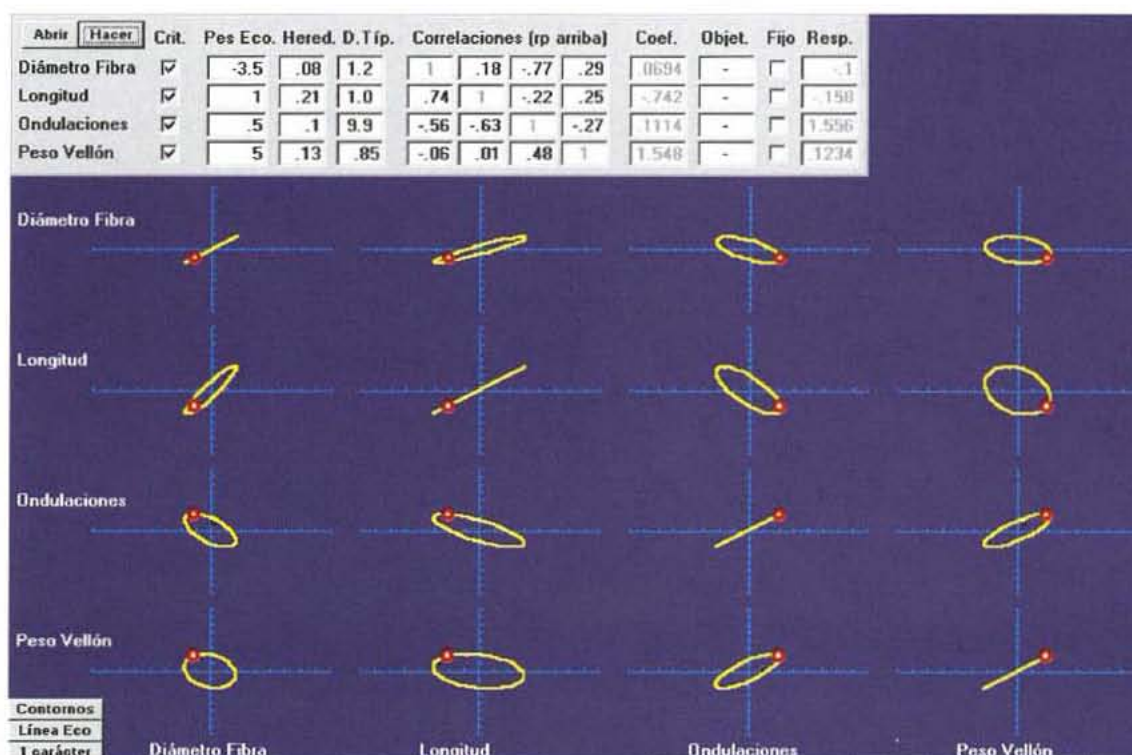 Abrir Hacer Crit. Pes Eco. Hered. D.Típ. Correlaciones (rp arriba) Coef. Objet. Fijo Resp.
Diámetro Fibra -3.5 .08 1.2 1 .18 -.77 .29 .0694 - -.1
Longitud 1 .21 1.0 .74 1 -.22 .25 -.742 - -.158
Ondulaciones .5 .1 9.9 -.56 -.63 1 -.27 .1114 - 1.556
Peso Vellón 5 .13 .85 -.06 .01 .48 1 1.548 - .1234
Diámetro Fibra
Longitud
Ondulaciones
Peso Vellón
Contornos
Línea Eco
1 carácter
Diámetro Fibra Longitud Ondulaciones Peso Vellón